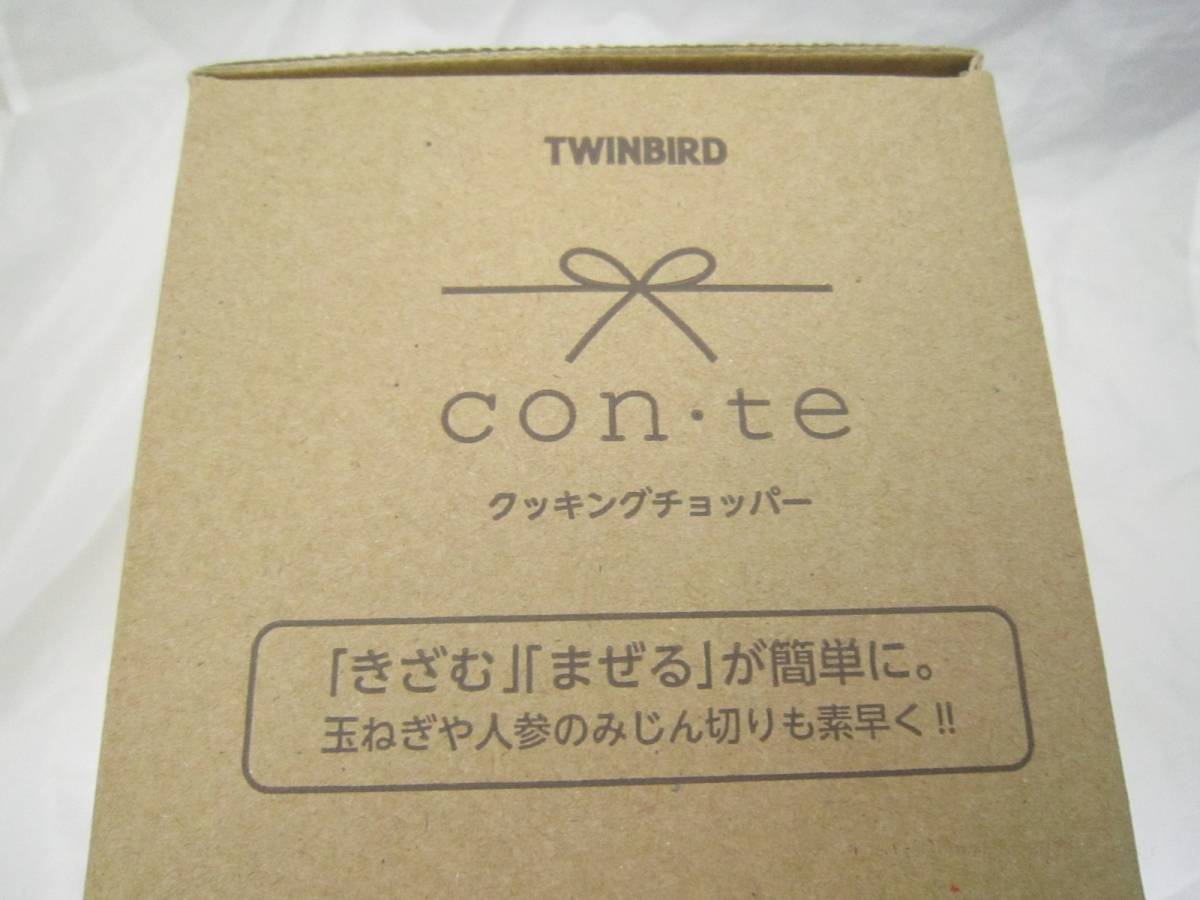 TWINBIRD
con・te
クッキングチョッパー
「きざむ」「まぜる」が簡単に。
玉ねぎや人参のみじん切りも素早く!!